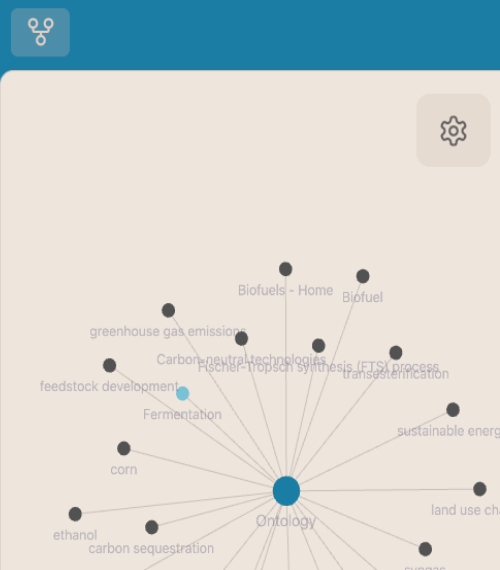 Biofuels - Home
Biofuel
greenhouse gas emissions
Carbon-neutral technologies
Fischer-Tropsch synthesis (FTS) process
transesterification
feedstock development
Fermentation
sustainable energ
corn
land use ch
Ontology
ethanol
carbon sequestration
syngas